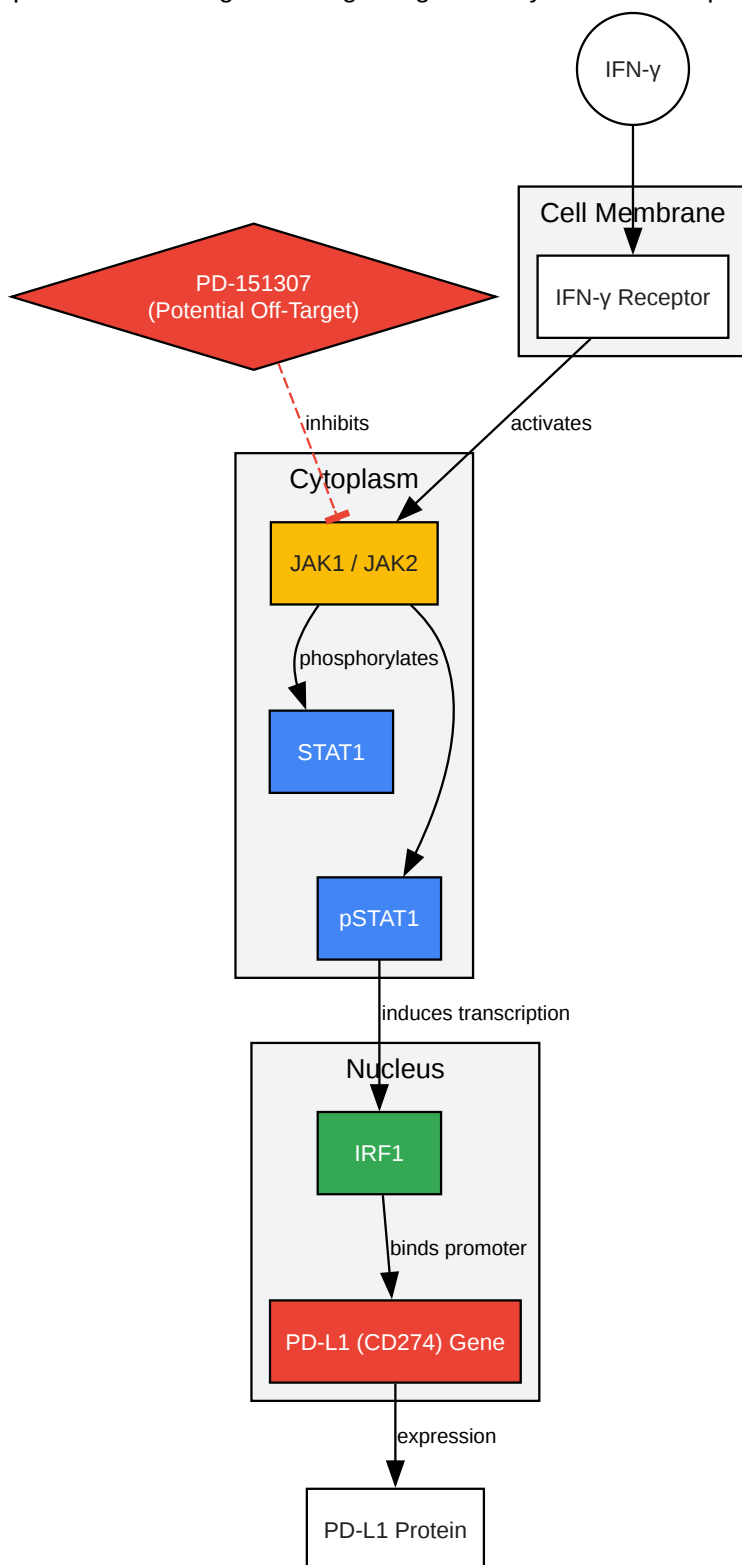 IFN-γ
Cell Membrane
IFN-γ Receptor
PD-151307
(Potential Off-Target)
inhibits
activates
Cytoplasm
JAK1 / JAK2
phosphorylates
STAT1
pSTAT1
induces transcription
Nucleus
IRF1
binds promoter
PD-L1 (CD274) Gene
expression
PD-L1 Protein